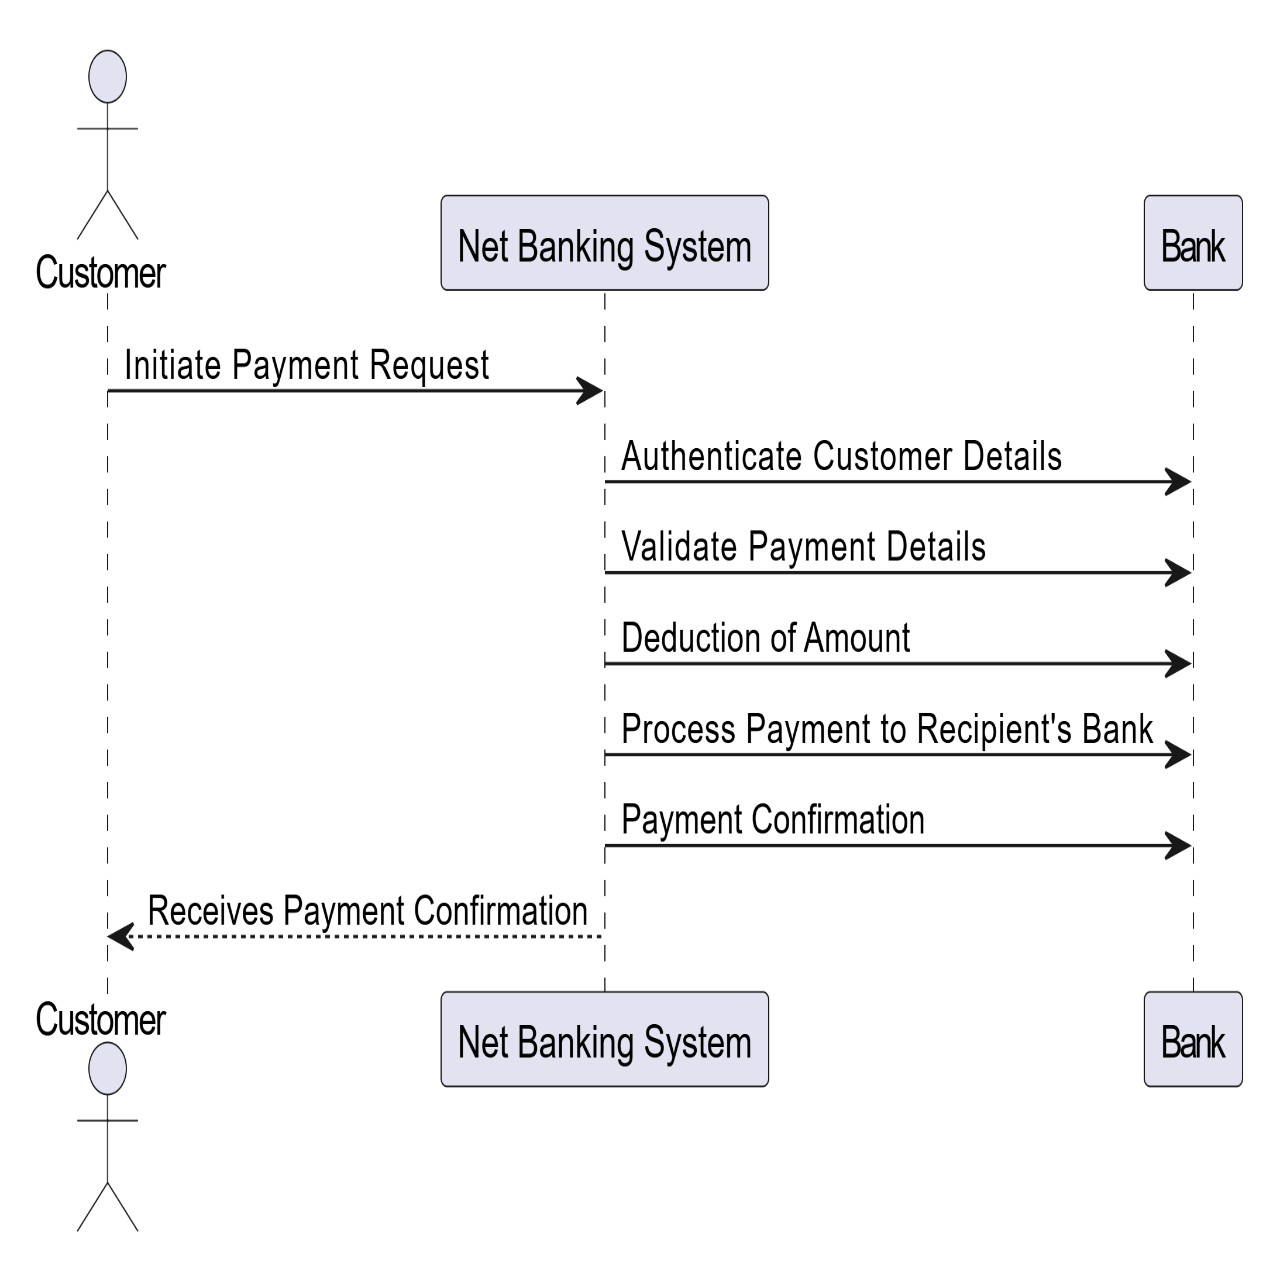 Customer
Net Banking System
Bank
Initiate Payment Request
Authenticate Customer Details
Validate Payment Details
Deduction of Amount
Process Payment to Recipient's Bank
Payment Confirmation
Receives Payment Confirmation
Customer
Net Banking System
Bank